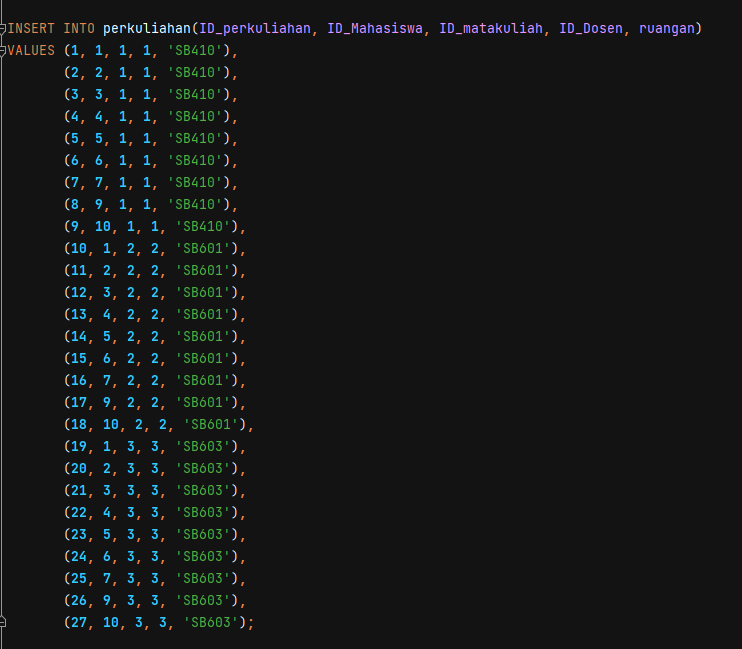 INSERT INTO perkuliahan(ID_perkuliahan, ID_Mahasiswa, ID_matakuliah, ID_Dosen, ruangan)
VALUES (1, 1, 1, 1, 'SB410'),
(2, 2, 1, 1, 'SB410'),
(3, 3, 1, 1, 'SB410'),
(4, 4, 1, 1, 'SB410'),
(5, 5, 1, 1, 'SB410'),
(6, 6, 1, 1, 'SB410'),
(7, 7, 1, 1, 'SB410'),
(8, 9, 1, 1, 'SB410'),
(9, 10, 1, 1, 'SB410'),
(10, 1, 2, 2, 'SB601'),
(11, 2, 2, 2, 'SB601'),
(12, 3, 2, 2, 'SB601'),
(13, 4, 2, 2, 'SB601'),
(14, 5, 2, 2, 'SB601'),
(15, 6, 2, 2, 'SB601'),
(16, 7, 2, 2, 'SB601'),
(17, 9, 2, 2, 'SB601'),
(18, 10, 2, 2, 'SB601'),
(19, 1, 3, 3, 'SB603'),
(20, 2, 3, 3, 'SB603'),
(21, 3, 3, 3, 'SB603'),
(22, 4, 3, 3, 'SB603'),
(23, 5, 3, 3, 'SB603'),
(24, 6, 3, 3, 'SB603'),
(25, 7, 3, 3, 'SB603'),
(26, 9, 3, 3, 'SB603'),
(27, 10, 3, 3, 'SB603');